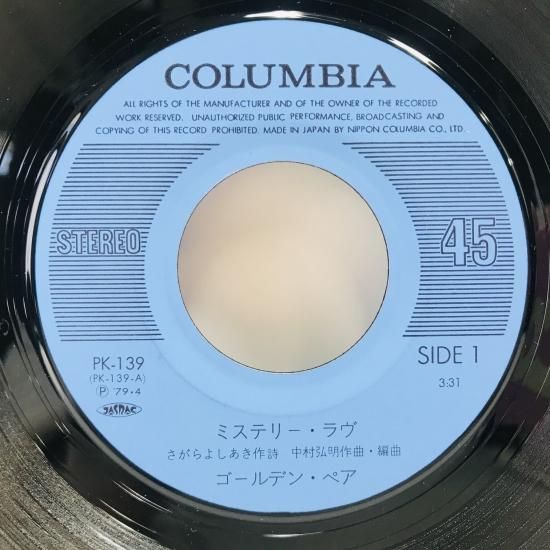 COLUMBIA
ALL RIGHTS OF THE MANUFACTURER AND OF THE OWNER OF THE RECORDED
WORK RESERVED. UNAUTHORIZED PUBLIC PERFORMANCE, BROADCASTING AND
COPYING OF THIS RECORD PROHIBITED. MADE IN JAPAN BY NIPPON COLUMBIA CO., LTD.
STEREO
45
PK-139
(PK-139-A)
Ⓟ '79・4
JASRAC
SIDE 1
3:31
ミステリー・ラヴ
さがらよしあき作詩 中村弘明作曲・編曲
ゴールデン・ペア